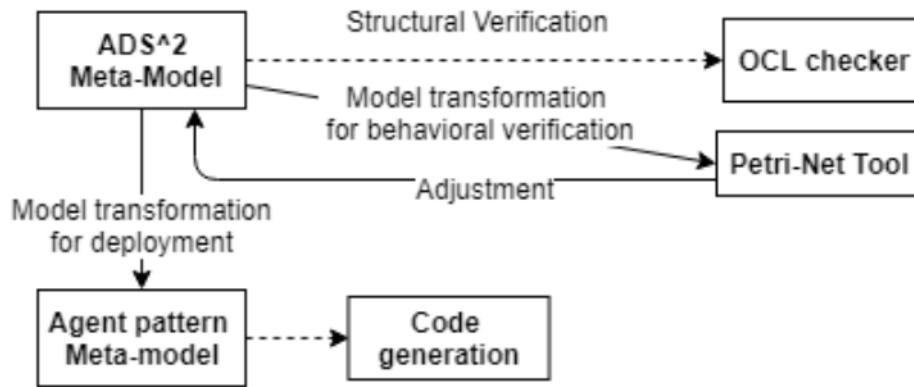 Structural Verification
ADS^2
Meta-Model
OCL checker
Model transformation
for behavioral verification
Petri-Net Tool
Adjustment
Model transformation
for deployment
Agent pattern
Meta-model
Code
generation